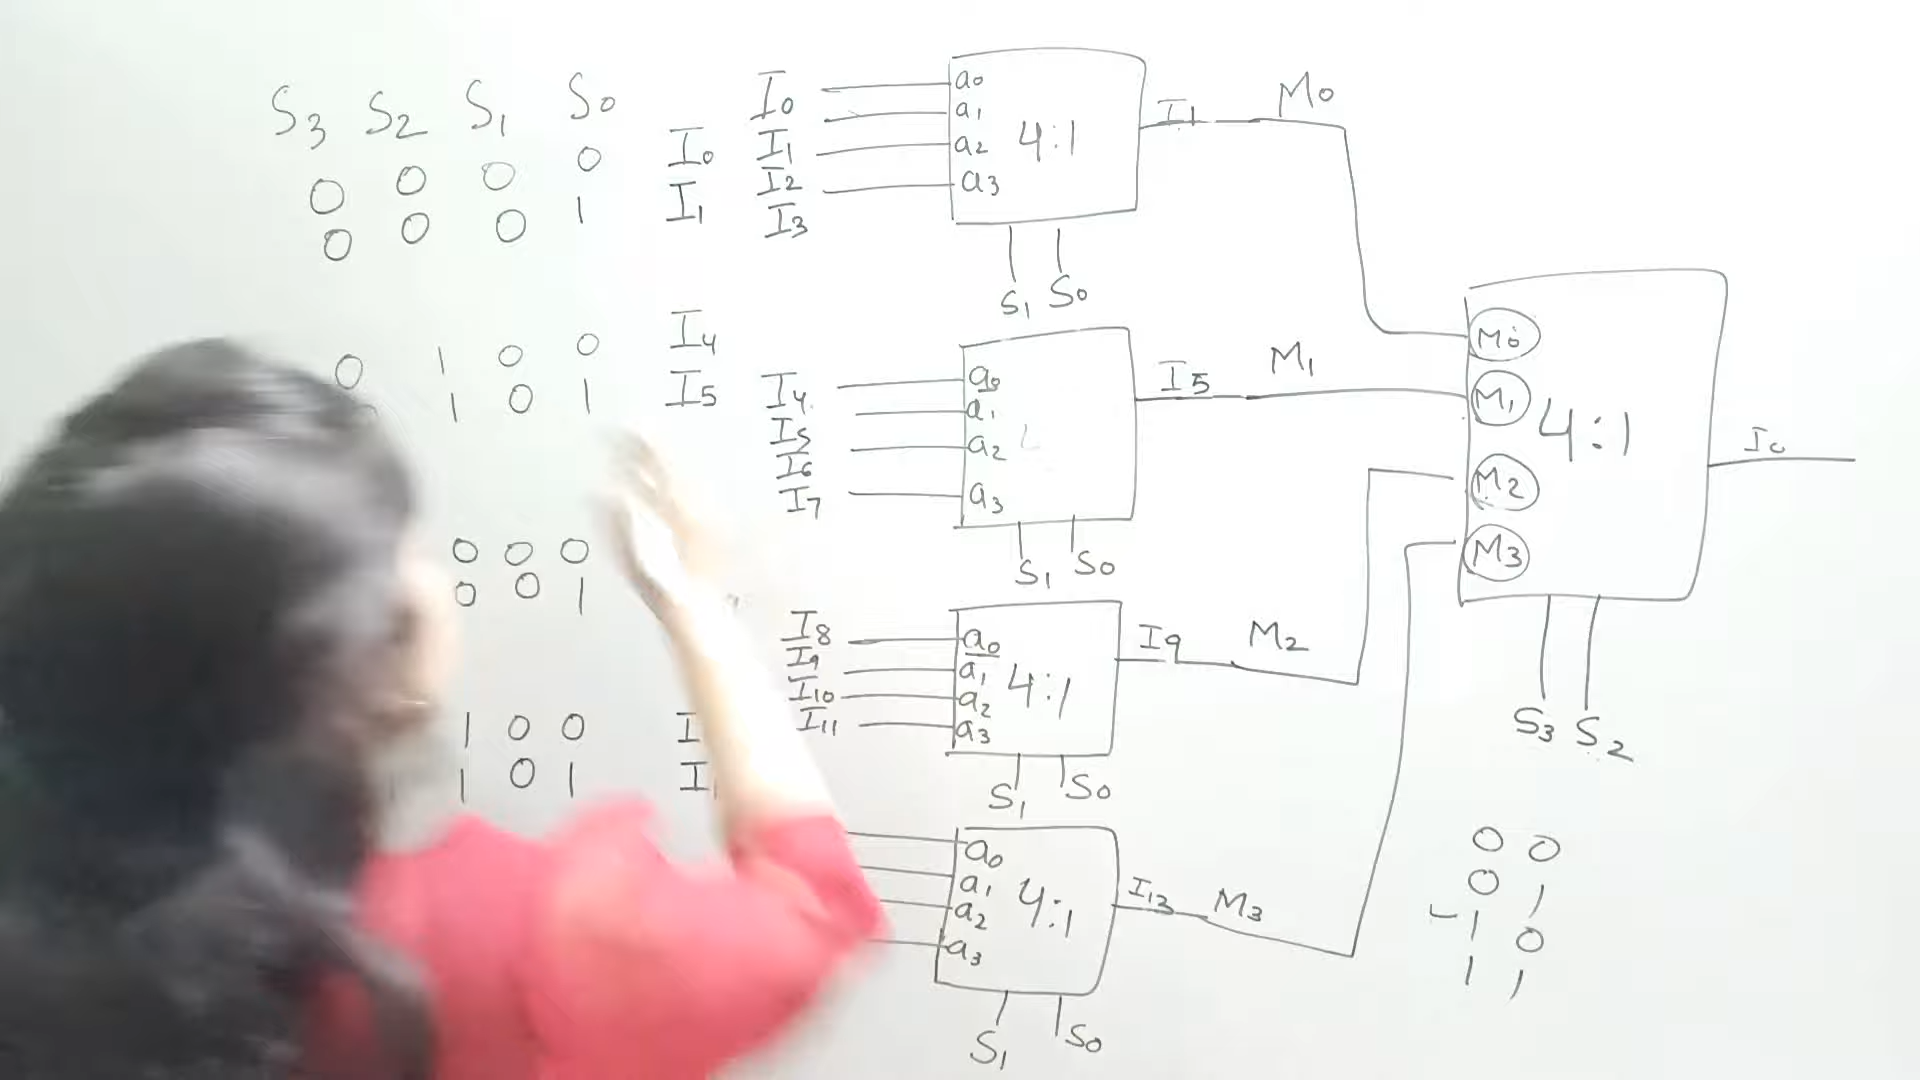 S3 S2 S1 S0
0 0 0 0 I0
0 0 0 1 I1
0 1 0 0 I4
1 0 1 I5
0 0 0
0 0 1
1 0 0 I
1 0 1 I1
I0 a0
I1 a1
I2 a2
I3 a3
4:1
S1 S0
I1 M0
I4 a0
I5 a1
I6 a2
I7 a3
S1 S0
I5 M1
I8 a0
I9 a1
I10 a2
I11 a3
4:1
S1 S0
I9 M2
a0
a1
a2
a3
4:1
S1 S0
I13 M3
M0
M1
M2
M3
4:1
I0
S3 S2
0 0
0 1
1 0
1 1